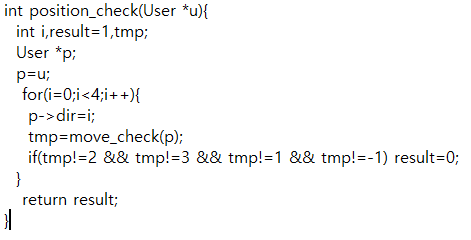 int position_check(User *u){
int i,result=1,tmp;
User *p;
p=u;
for(i=0;i<4;i++){
p->dir=i;
tmp=move_check(p);
if(tmp!=2 && tmp!=3 && tmp!=1 && tmp!=-1) result=0;
}
return result;
}